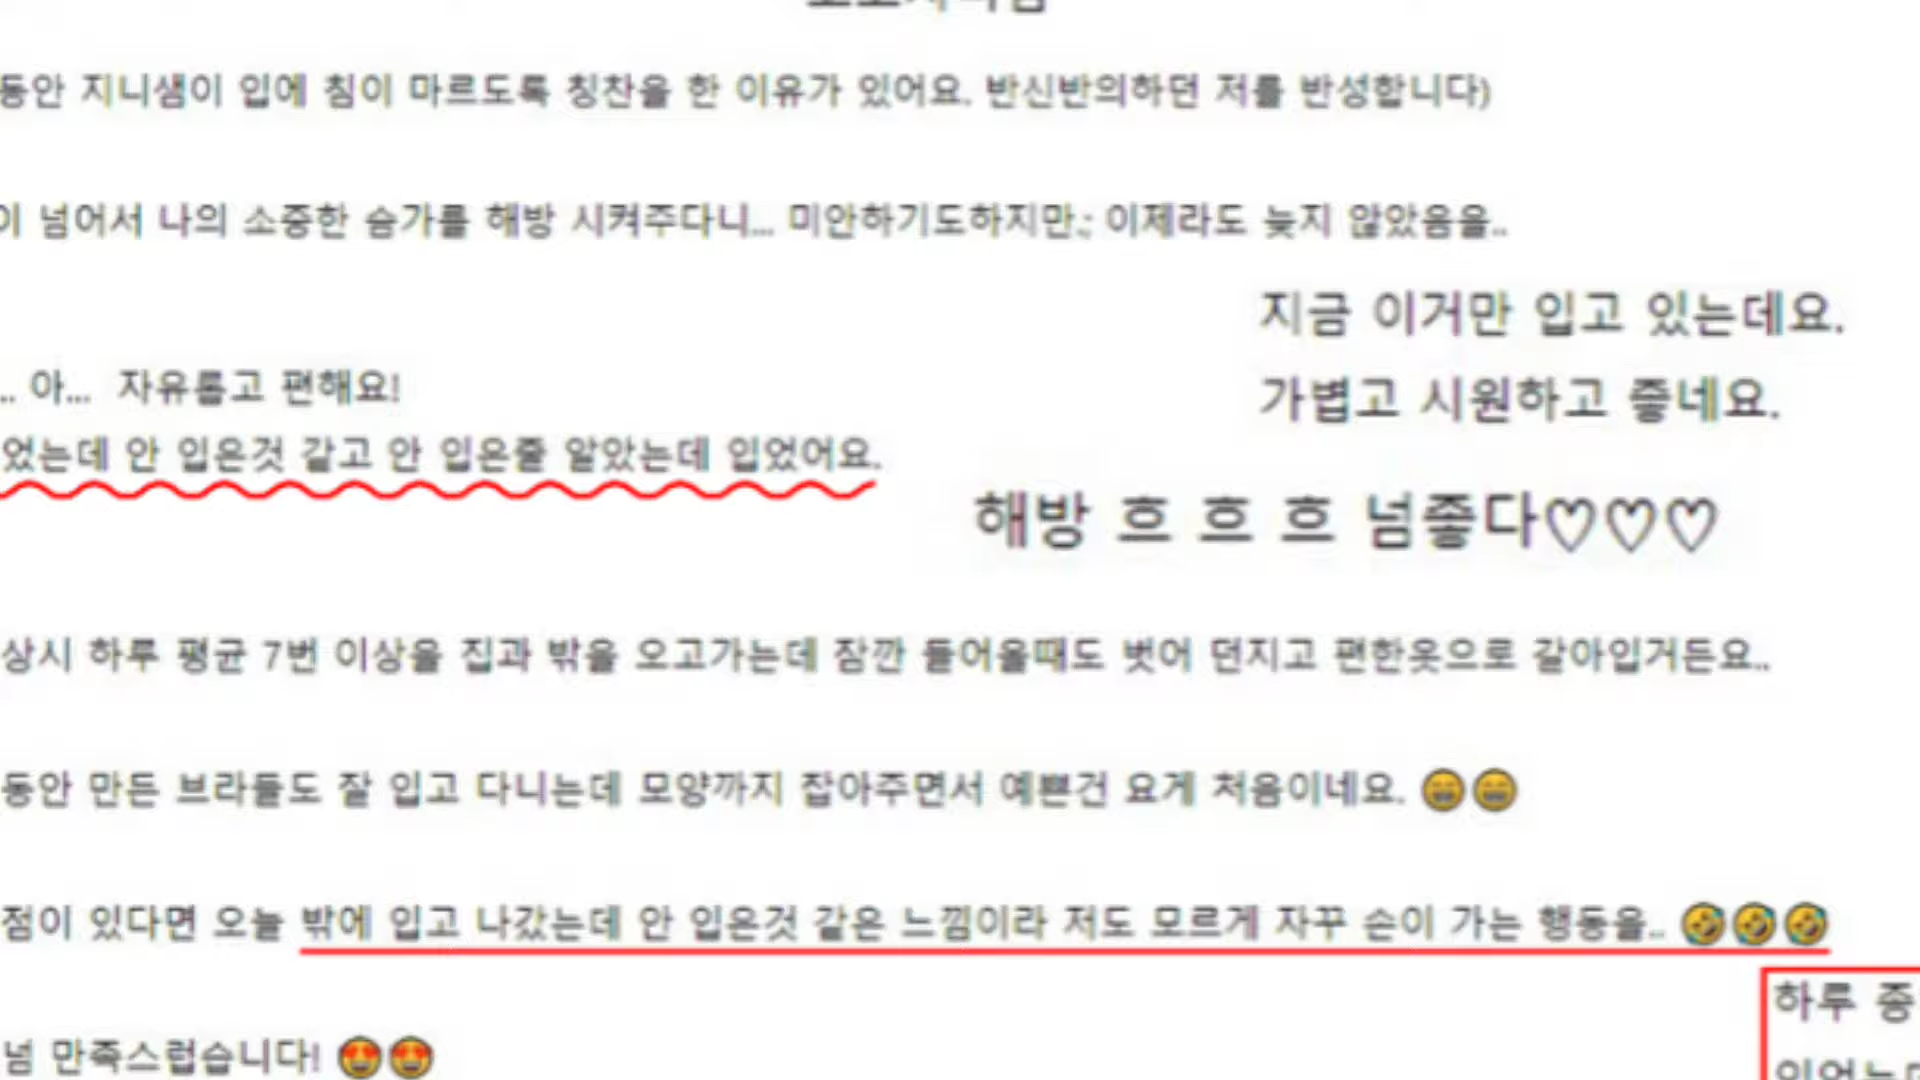 동안 지니샘이 입에 침이 마르도록 칭찬을 한 이유가 있어요. 반신반의하던 저를 반성합니다)
이 넘어서 나의 소중한 슴가를 해방 시켜주다니... 미안하기도하지만.; 이제라도 늦지 않았음을..
지금 이거만 입고 있는데요.
가볍고 시원하고 좋네요.
.. 아... 자유롭고 편해요!
었는데 안 입은것 같고 안 입은줄 알았는데 입었어요.
해방 흐 흐 흐 넘좋다♡♡♡
상시 하루 평균 7번 이상을 집과 밖을 오고가는데 잠깐 들어올때도 벗어 던지고 편한옷으로 갈아입거든요..
동안 만든 브라들도 잘 입고 다니는데 모양까지 잡아주면서 예쁜건 요게 처음이네요. 😄😄
점이 있다면 오늘 밖에 입고 나갔는데 안 입은것 같은 느낌이라 저도 모르게 자꾸 손이 가는 행동을.. 🤣🤣🤣
하루 종
넘 만족스럽습니다! 😍😍